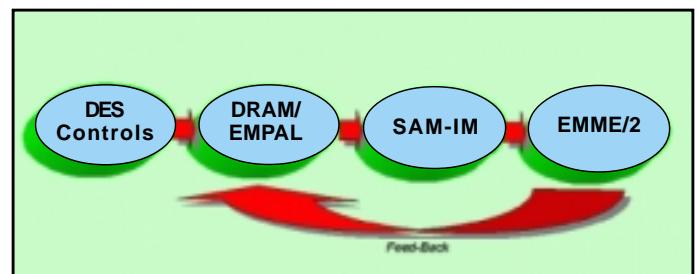 DES
Controls
DRAM/
EMPAL
SAM-IM
EMME/2
Feed-Back